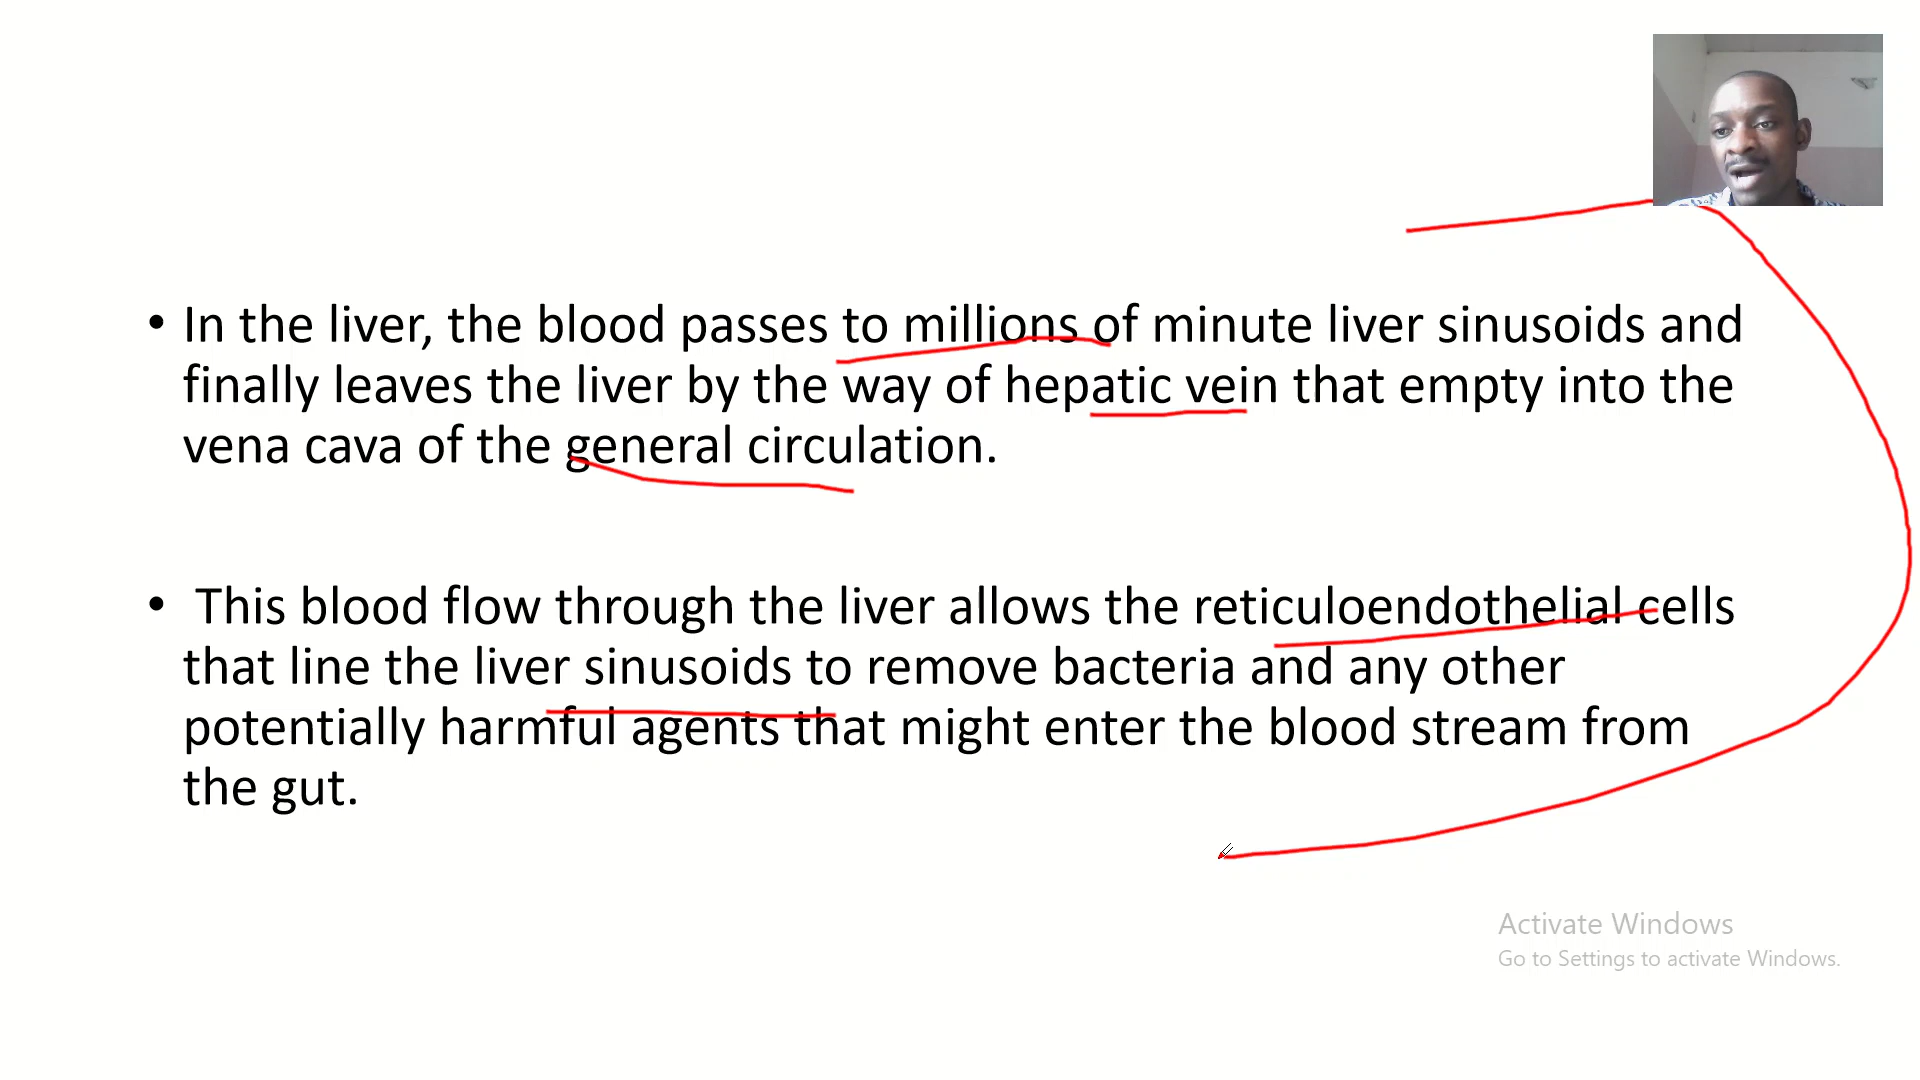 • In the liver, the blood passes to millions of minute liver sinusoids and
finally leaves the liver by the way of hepatic vein that empty into the
vena cava of the general circulation.
• This blood flow through the liver allows the reticuloendothelial cells
that line the liver sinusoids to remove bacteria and any other
potentially harmful agents that might enter the blood stream from
the gut.
Activate Windows
Go to Settings to activate Windows.